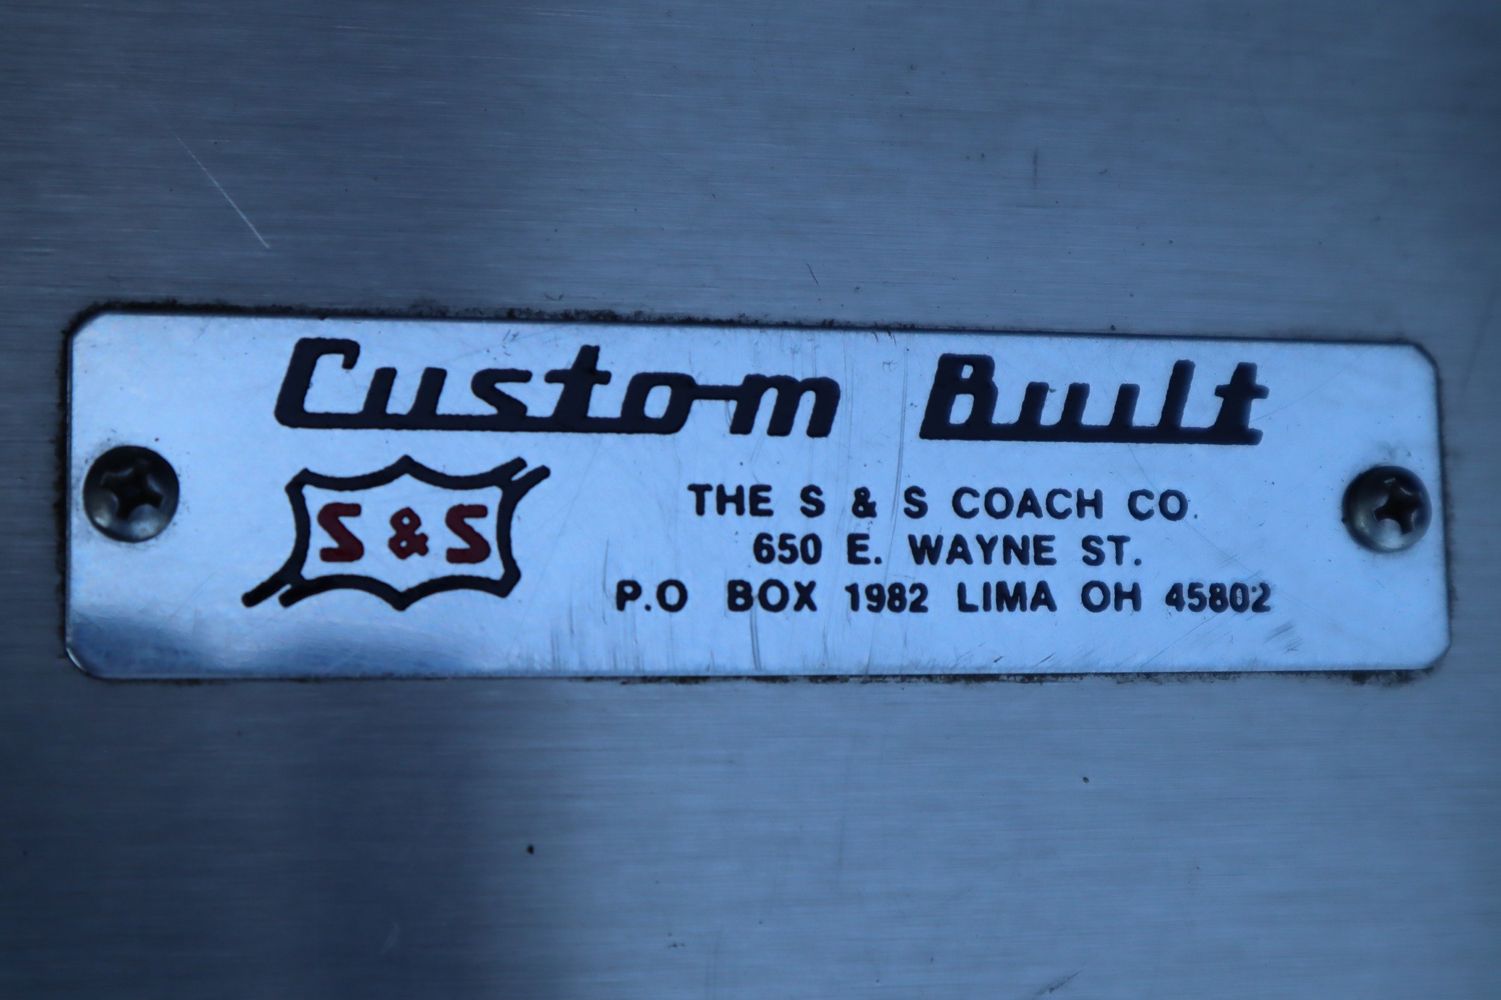 Custom Built
S & S
THE S & S COACH CO.
650 E. WAYNE ST.
P.O BOX 1982 LIMA OH 45802